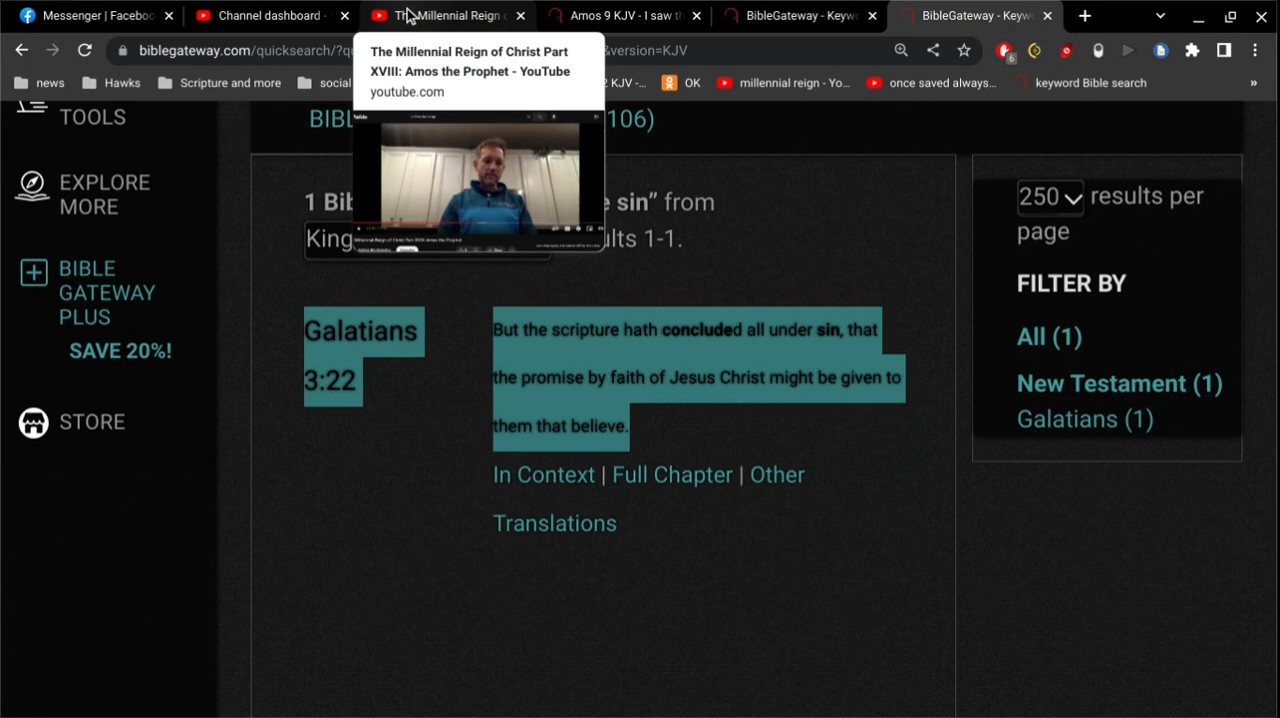 Messenger | Faceboo
Channel dashboard -
The Millennial Reign o
Amos 9 KJV - I saw th
BibleGateway - Keyw
BibleGateway - Keyw
biblegateway.com/quicksearch/?q
&version=KJV
news
Hawks
Scripture and more
social
KJV -...
OK
millennial reign - Yo...
once saved always...
keyword Bible search
»
The Millennial Reign of Christ Part
XVIII: Amos the Prophet - YouTube
youtube.com
TOOLS
EXPLORE
MORE
BIBLE
GATEWAY
PLUS
SAVE 20%!
STORE
BIBL
106)
1 Bib
e sin” from
King
ults 1-1.
Galatians
3:22
But the scripture hath concluded all under sin, that
the promise by faith of Jesus Christ might be given to
them that believe.
In Context | Full Chapter | Other
Translations
250 results per
page
FILTER BY
All (1)
New Testament (1)
Galatians (1)
6